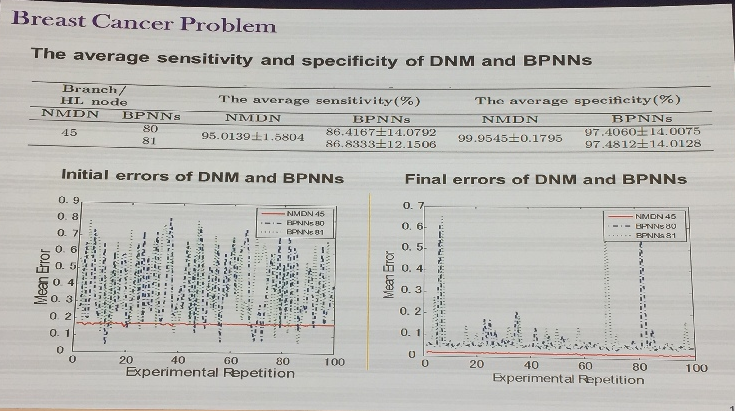 Breast Cancer Problem
The average sensitivity and specificity of DNM and BPNNs
Branch/
HL node
The average sensitivity(%)
The average specificity(%)
NMDN BPNNs NMDN BPNNs NMDN BPNNs
45 80 95.0139±1.5804 86.4167±14.0792 99.9545±0.1795 97.4060±14.0075
81 86.8333±12.1506 97.4812±14.0128
Initial errors of DNM and BPNNs
0.9
0.8
0.7
0.6
0.5
0.4
0.3
0.2
0.1
0
Mean Error
NMDN 45
BPNNs 80
BPNNs 81
0 20 40 60 80 100
Experimental Repetition
Final errors of DNM and BPNNs
0.7
0.6
0.5
0.4
0.3
0.2
0.1
0
Mean Error
NMDN 45
BPNNs 80
BPNNs 81
0 20 40 60 80 100
Experimental Repetition